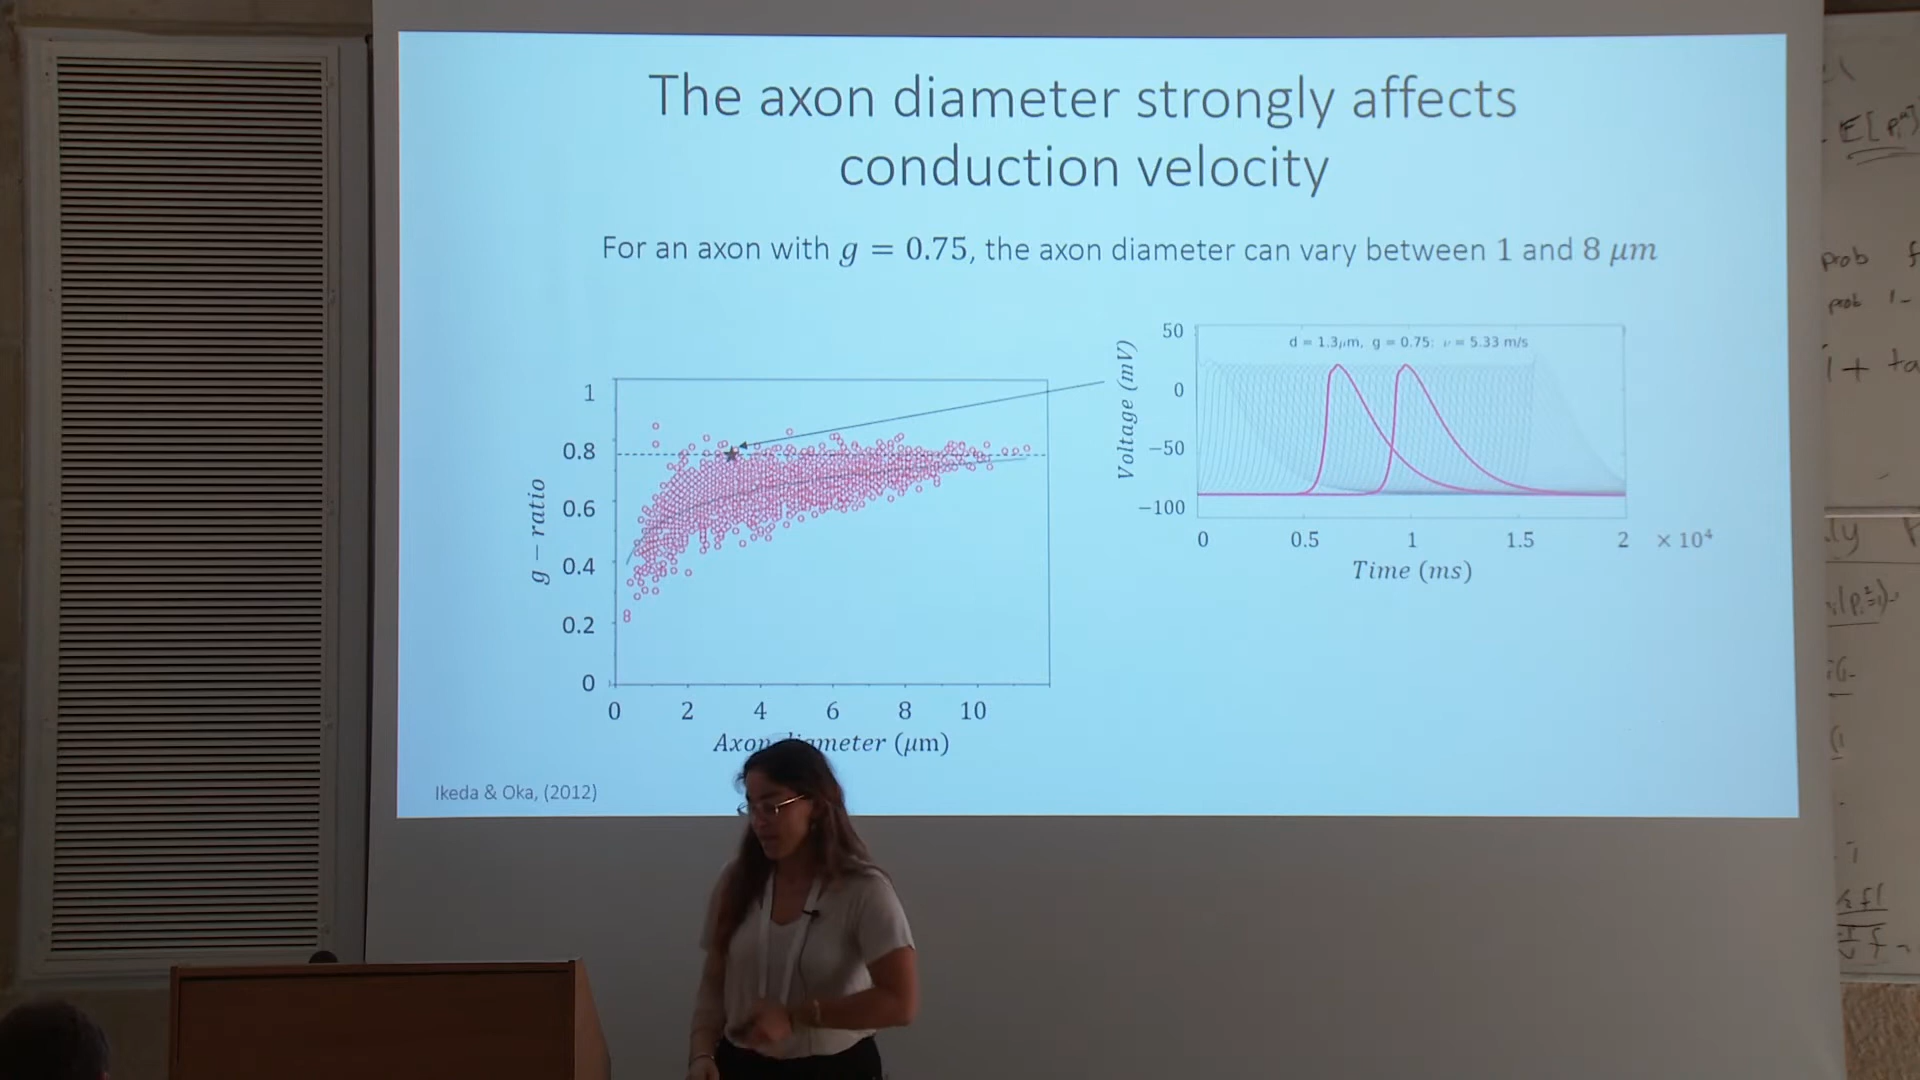 The axon diameter strongly affects
conduction velocity
For an axon with g = 0.75, the axon diameter can vary between 1 and 8 μm
1
0.8
0.6
0.4
0.2
0
g − ratio
0
2
4
6
8
10
(μm)
50
0
−50
−100
Voltage (mV)
d = 1.3μm, g = 0.75: ν = 5.33 m/s
0
0.5
1
1.5
2
× 10⁴
Time (ms)
Ikeda & Oka, (2012)
prob
prob 1-